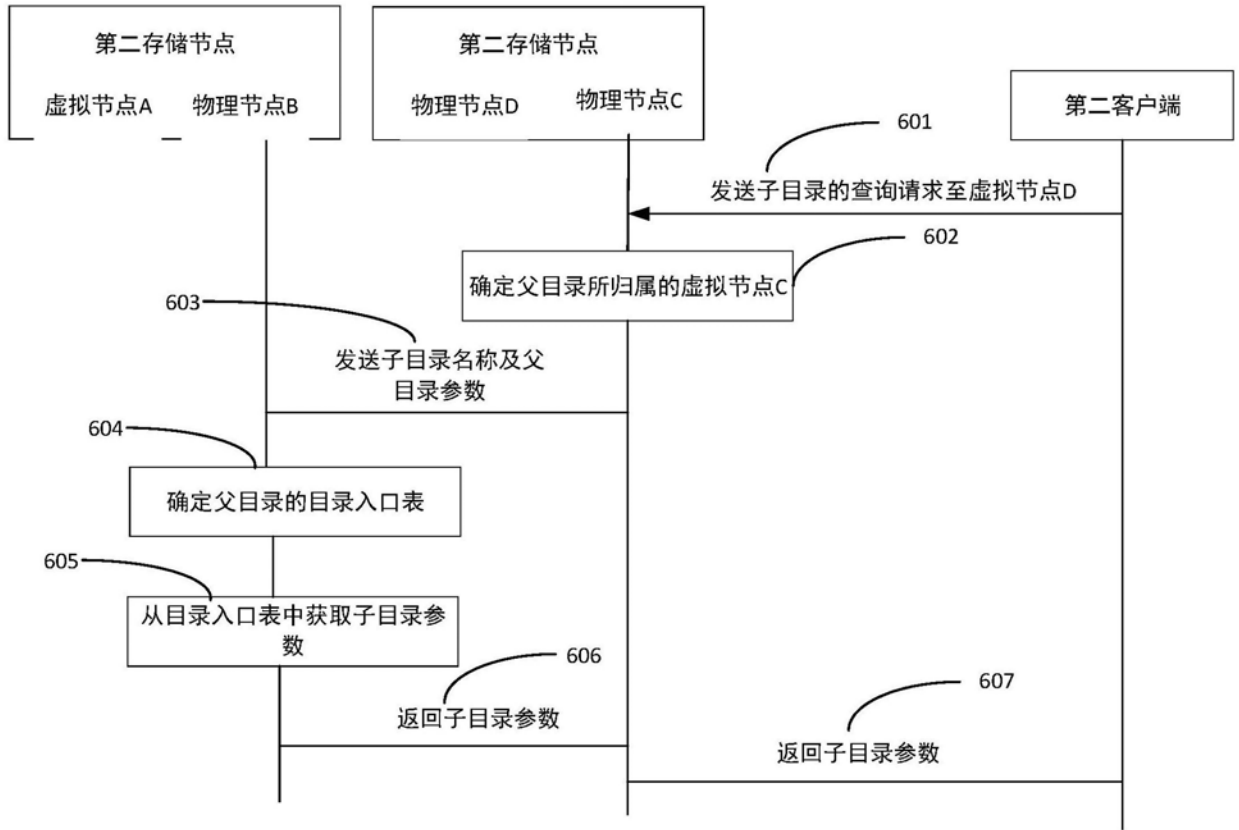 第二存储节点
虚拟节点A 物理节点B
第二存储节点
物理节点D 物理节点C
第二客户端
601
发送子目录的查询请求至虚拟节点D
602
确定父目录所归属的虚拟节点C
603
发送子目录名称及父
目录参数
604
确定父目录的目录入口表
605
从目录入口表中获取子目录参
数
606
返回子目录参数
607
返回子目录参数